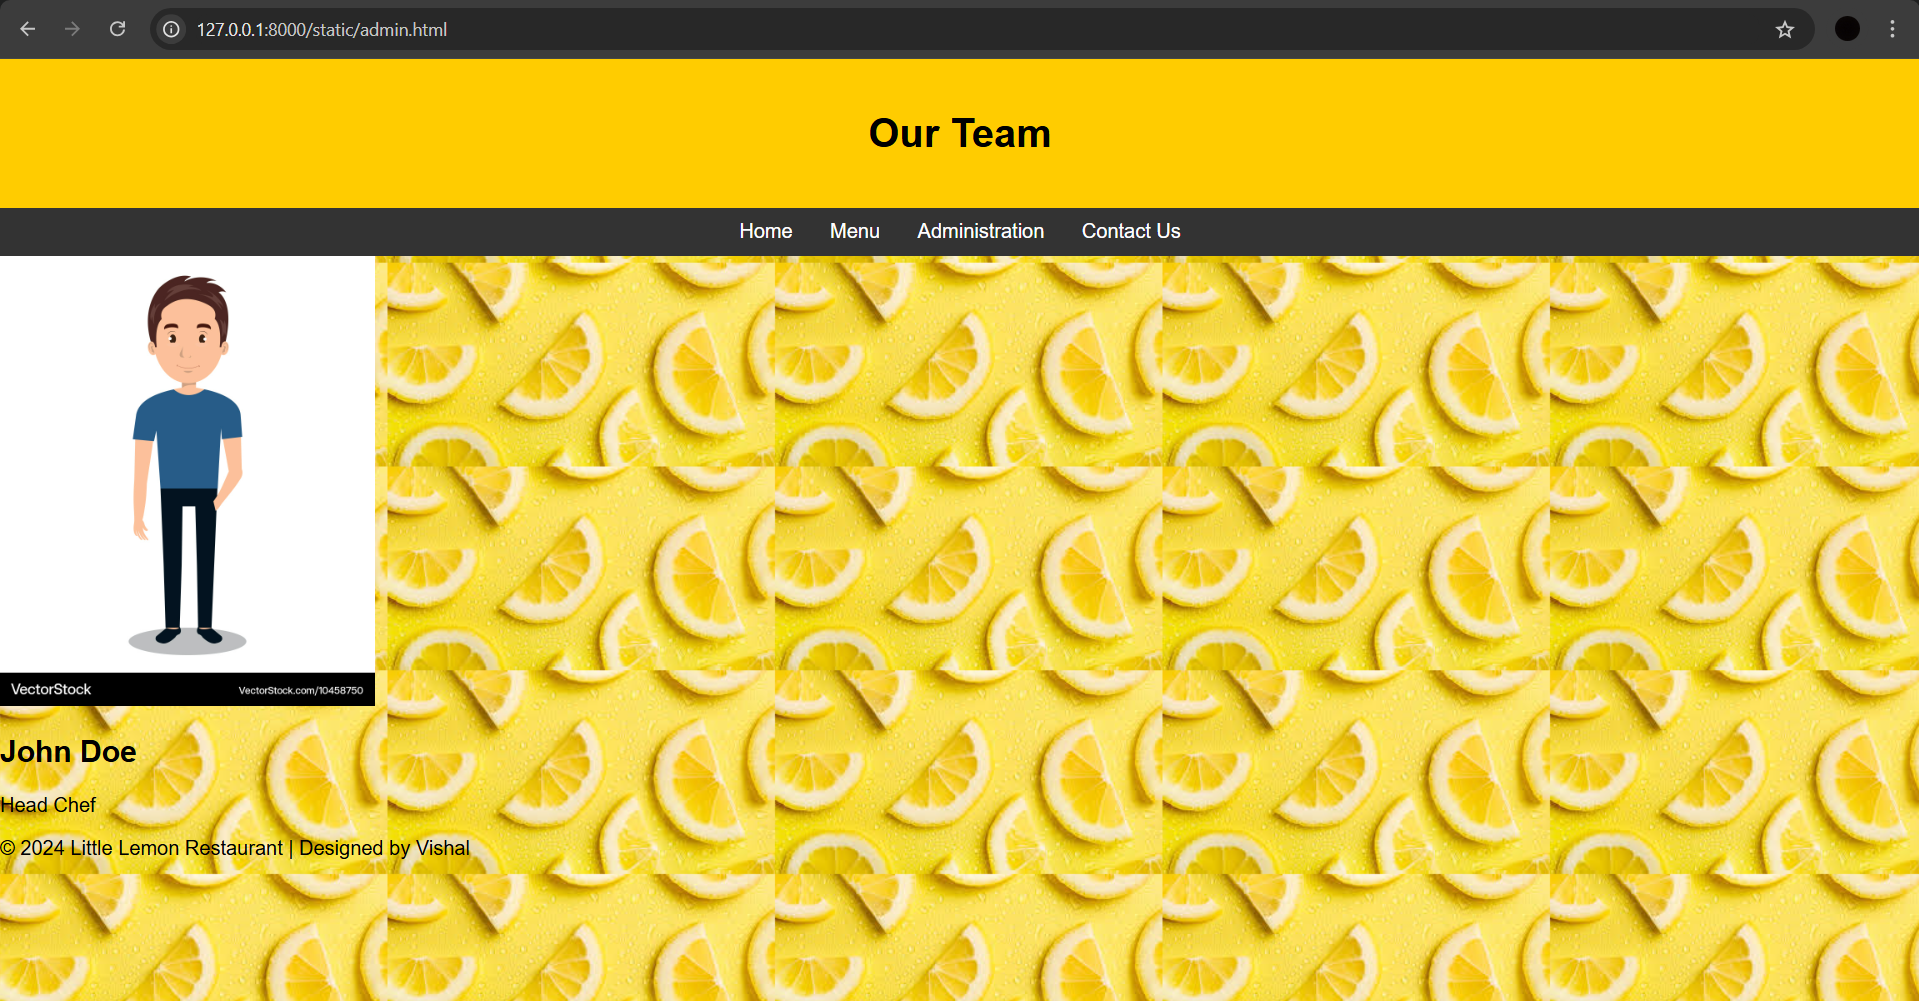 127.0.0.1:8000/static/admin.html
Our Team
Home Menu Administration Contact Us
VectorStock VectorStock.com/10458750
John Doe
Head Chef
© 2024 Little Lemon Restaurant | Designed by Vishal